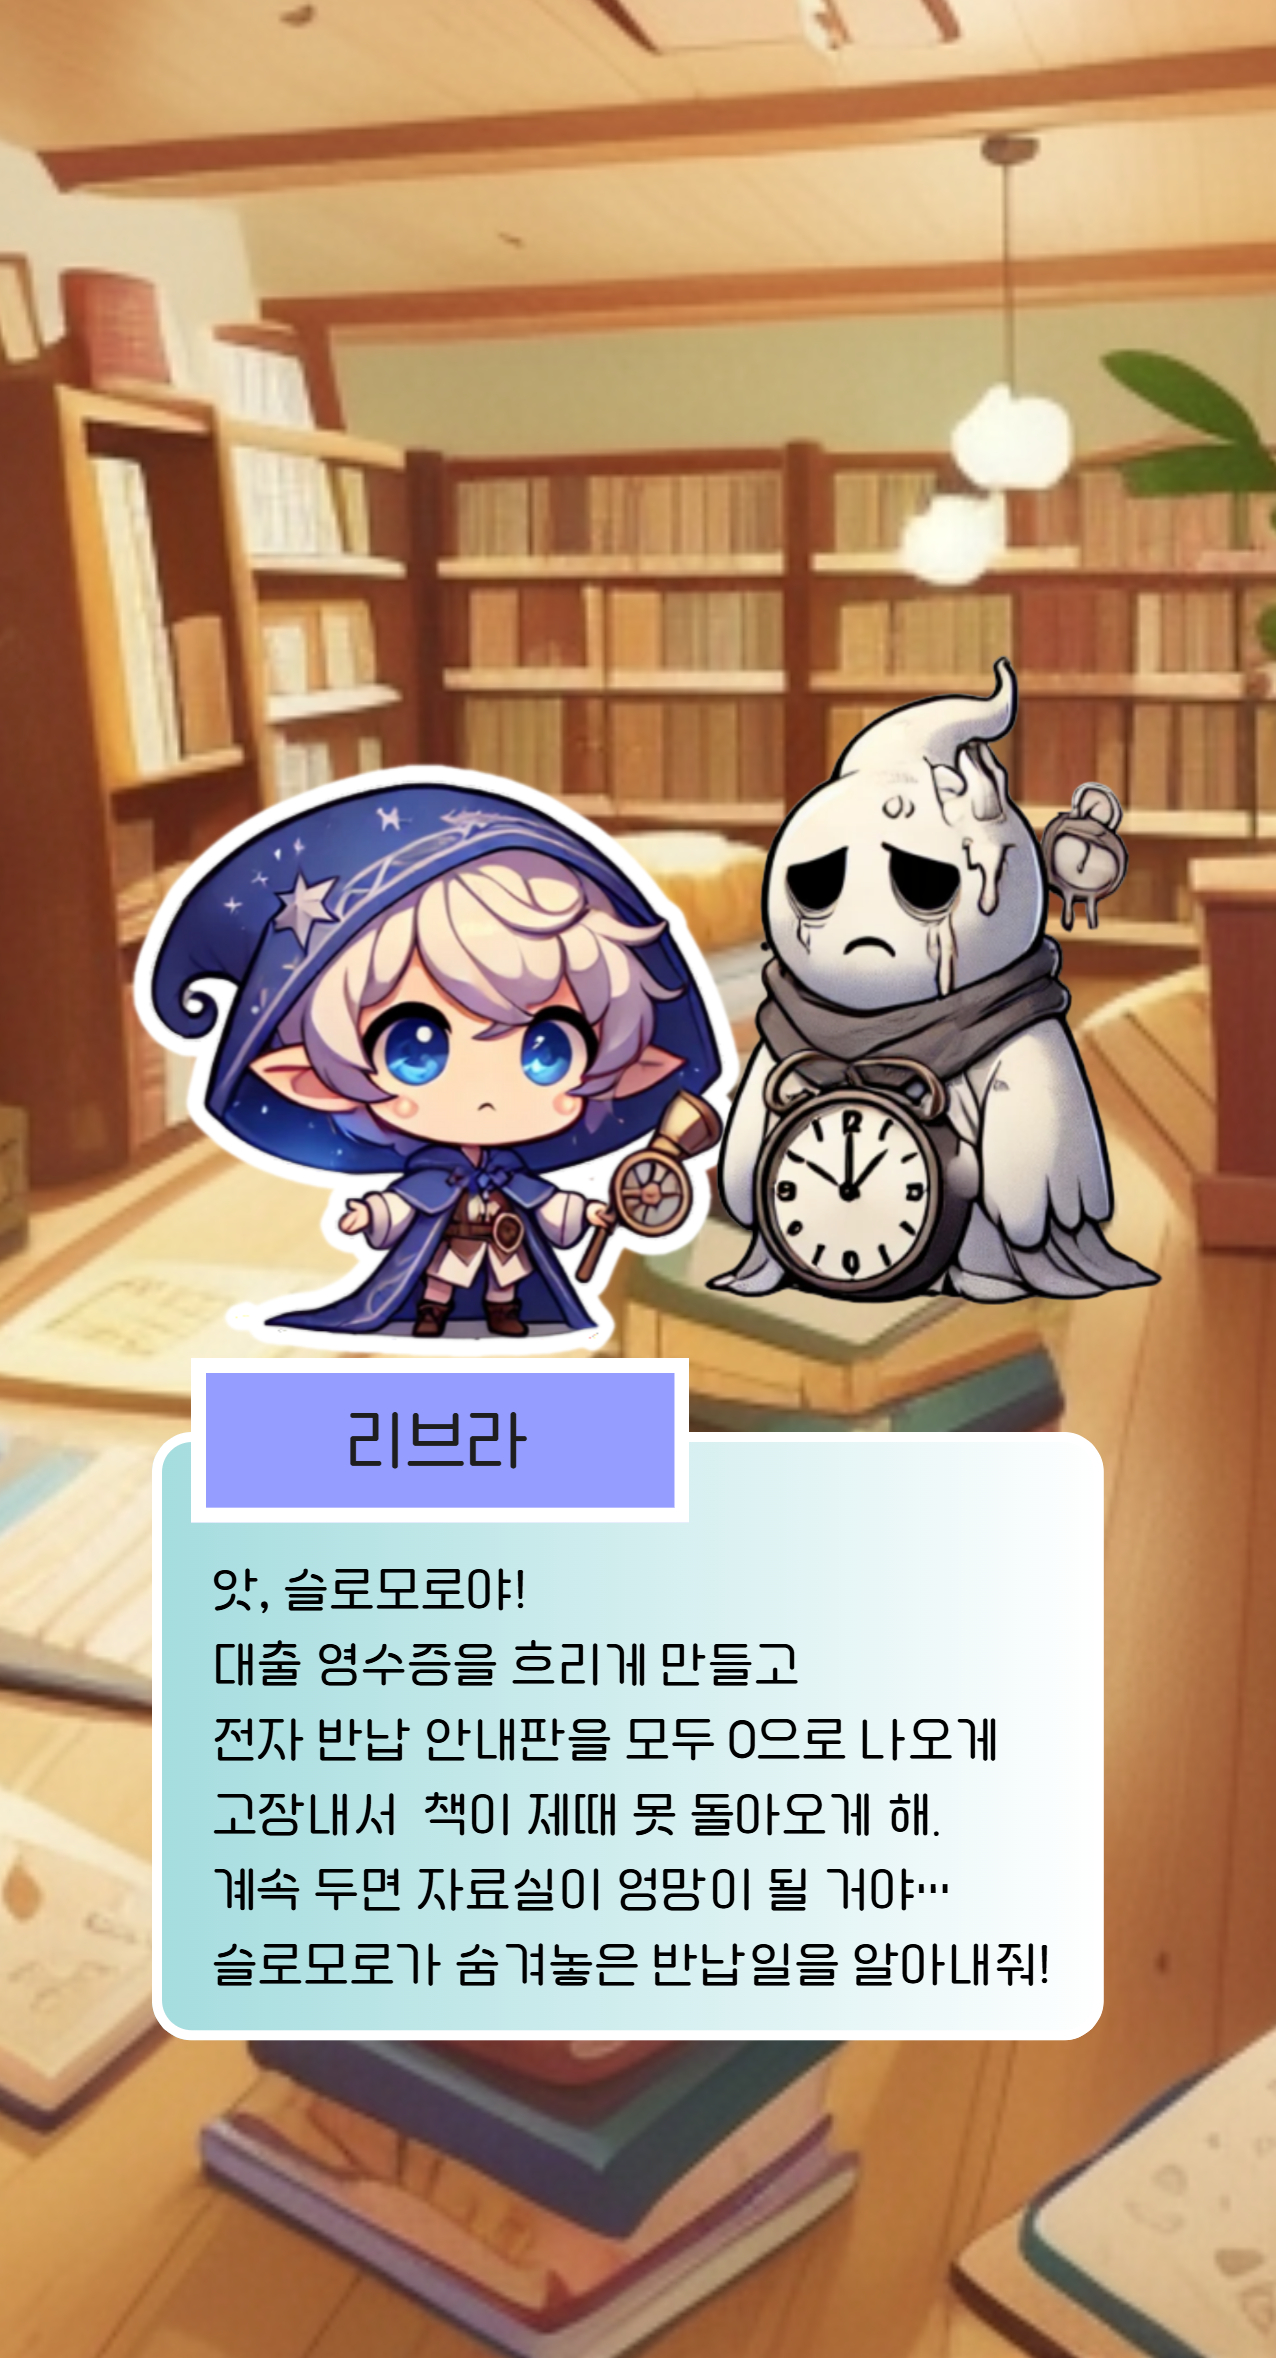 리브라
앗, 슬로모로야!
대출 영수증을 흐리게 만들고
전자 반납 안내판을 모두 0으로 나오게
고장내서 책이 제때 못 돌아오게 해.
계속 두면 자료실이 엉망이 될 거야…
슬로모로가 숨겨놓은 반납일을 알아내줘!